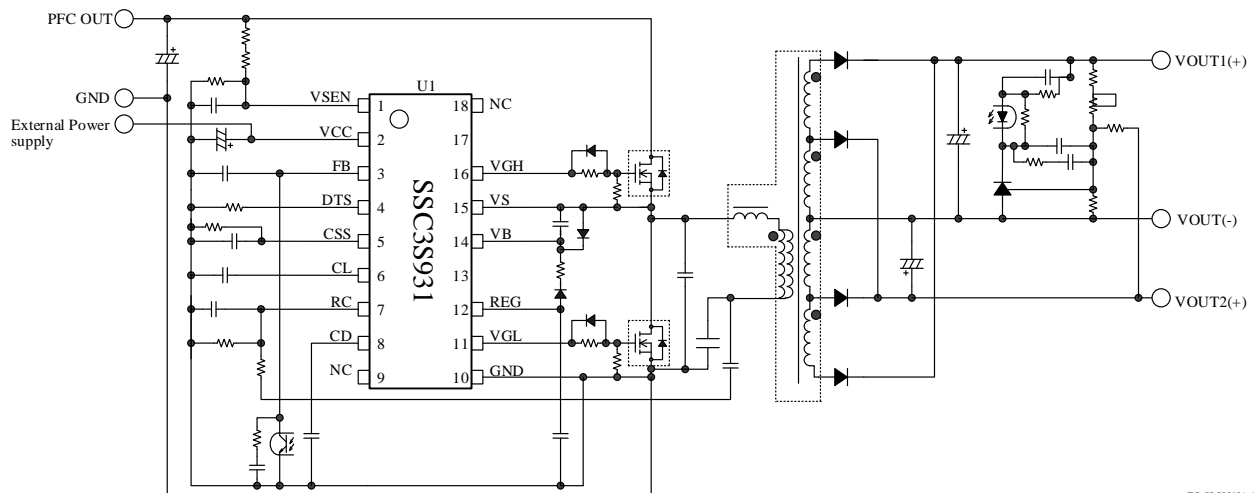 PFC OUT
GND
External Power
supply
U1
SSC3S931
VSEN 1
VCC 2
FB 3
DTS 4
CSS 5
CL 6
RC 7
CD 8
NC 9
18 NC
17
16 VGH
15 VS
14 VB
13
12 REG
11 VGL
10 GND
VOUT1(+)
VOUT(-)
VOUT2(+)